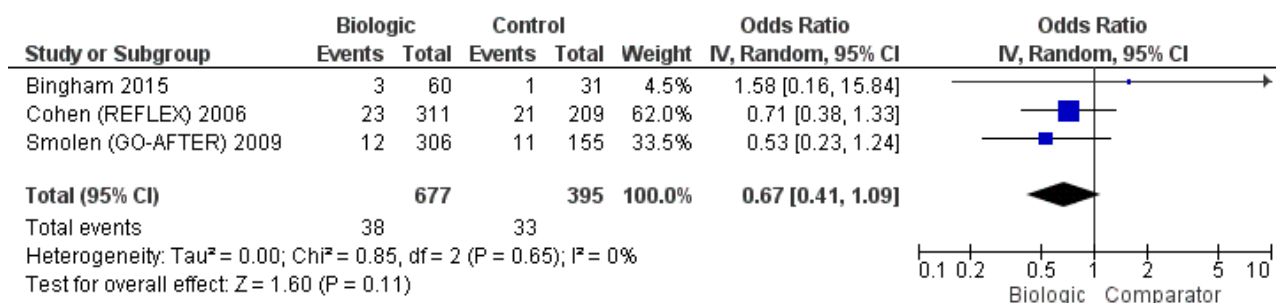 Biologic Control Odds Ratio Odds Ratio
Study or Subgroup Events Total Events Total Weight IV, Random, 95% CI IV, Random, 95% CI
Bingham 2015 3 60 1 31 4.5% 1.58 [0.16, 15.84]
Cohen (REFLEX) 2006 23 311 21 209 62.0% 0.71 [0.38, 1.33]
Smolen (GO-AFTER) 2009 12 306 11 155 33.5% 0.53 [0.23, 1.24]
Total (95% CI) 677 395 100.0% 0.67 [0.41, 1.09]
Total events 38 33
Heterogeneity: Tau² = 0.00; Chi² = 0.85, df = 2 (P = 0.65); I² = 0%
Test for overall effect: Z = 1.60 (P = 0.11)
0.1 0.2 0.5 1 2 5 10
Biologic Comparator